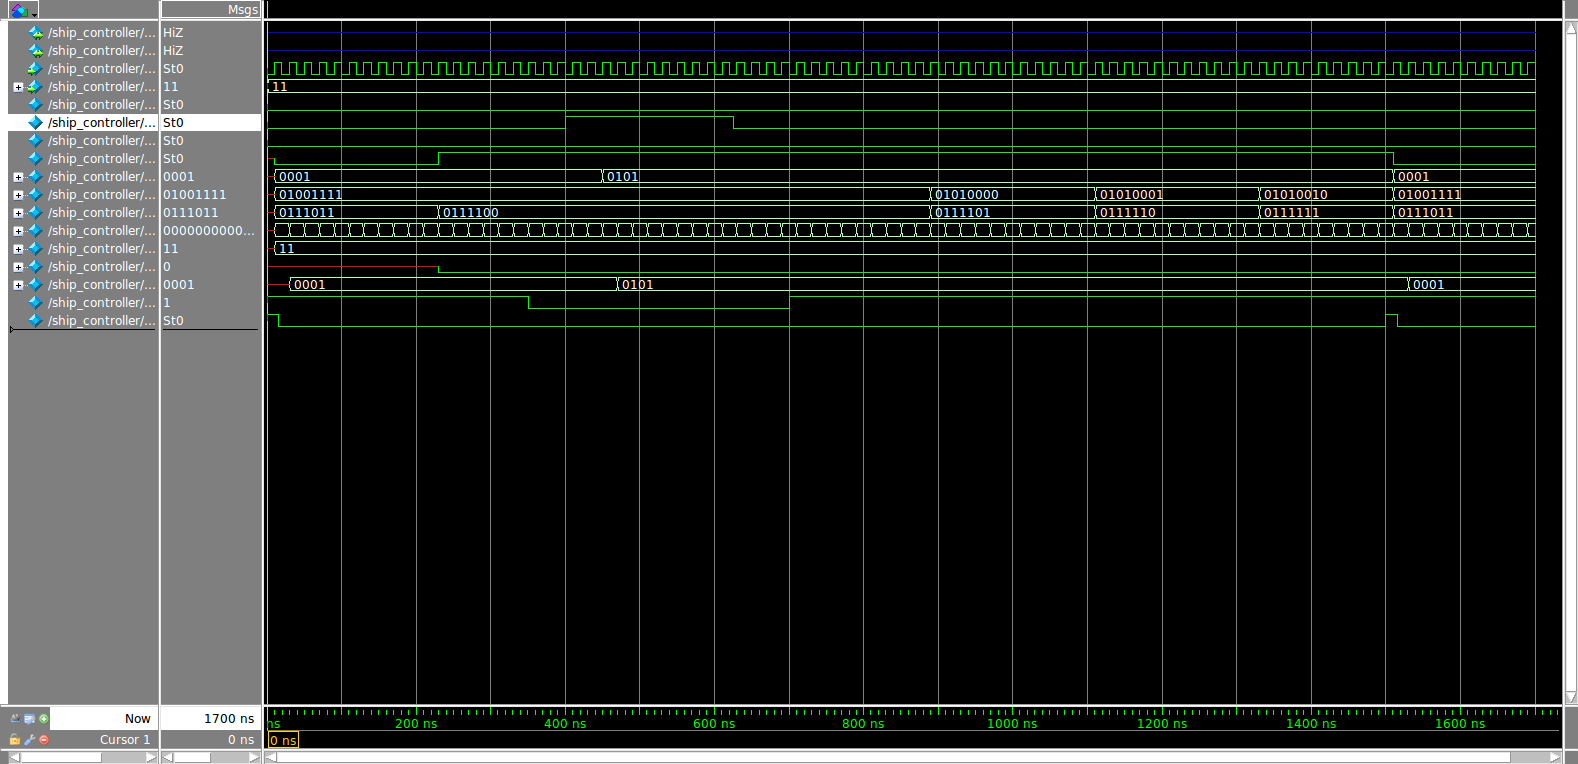 Msgs
/ship_controller/... HiZ
/ship_controller/... HiZ
/ship_controller/... St0
/ship_controller/... 11 11
/ship_controller/... St0
/ship_controller/... St0
/ship_controller/... St0
/ship_controller/... St0
/ship_controller/... 0001 0001 0101 0001
/ship_controller/... 01001111 01001111 01010000 01010001 01010010 01001111
/ship_controller/... 0111011 0111011 0111100 0111101 0111110 0111111 0111011
/ship_controller/... 0000000000...
/ship_controller/... 11 11
/ship_controller/... 0
/ship_controller/... 0001 0001 0101 0001
/ship_controller/... 1
/ship_controller/... St0
Now 1700 ns ns 200 ns 400 ns 600 ns 800 ns 1000 ns 1200 ns 1400 ns 1600 ns
Cursor 1 0 ns 0 ns